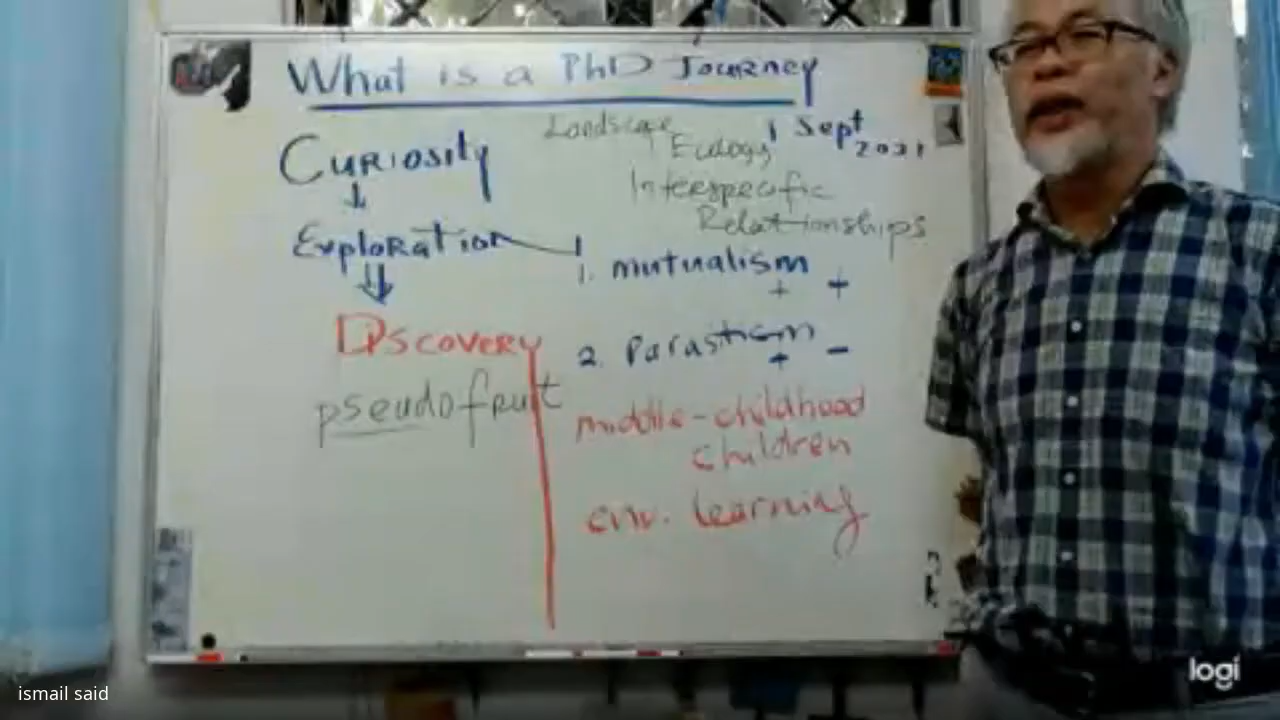 What is a PhD Journey
1 Sept
2021
Landscape
Ecology
Interspecific
Relationships
Curiosity
Exploration
1. mutualism
+ +
Discovery
2. Parasitism
+ -
pseudofruit
middle-childhood
children
env. learning
logi
ismail said